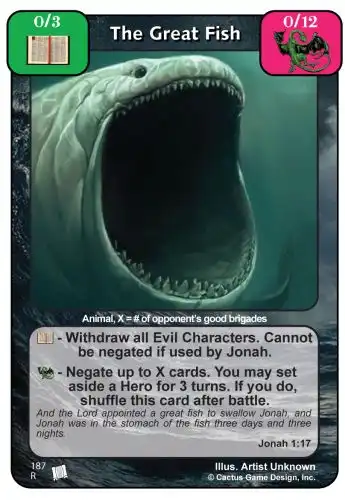 0/3
The Great Fish
0/12
Animal, X = # of opponent's good brigades
- Withdraw all Evil Characters. Cannot
be negated if used by Jonah.
- Negate up to X cards. You may set
aside a Hero for 3 turns. If you do,
shuffle this card after battle.
And the Lord appointed a great fish to swallow Jonah, and
Jonah was in the stomach of the fish three days and three
nights.
Jonah 1:17
187
R
Illus. Artist Unknown
© Cactus Game Design, Inc.